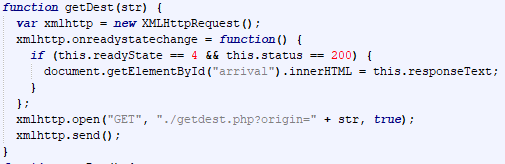 function getDest(str) {
  var xmlhttp = new XMLHttpRequest();
  xmlhttp.onreadystatechange = function() {
    if (this.readyState == 4 && this.status == 200) {
      document.getElementById("arrival").innerHTML = this.responseText;
    }
  };
  xmlhttp.open("GET", "./getdest.php?origin=" + str, true);
  xmlhttp.send();
}